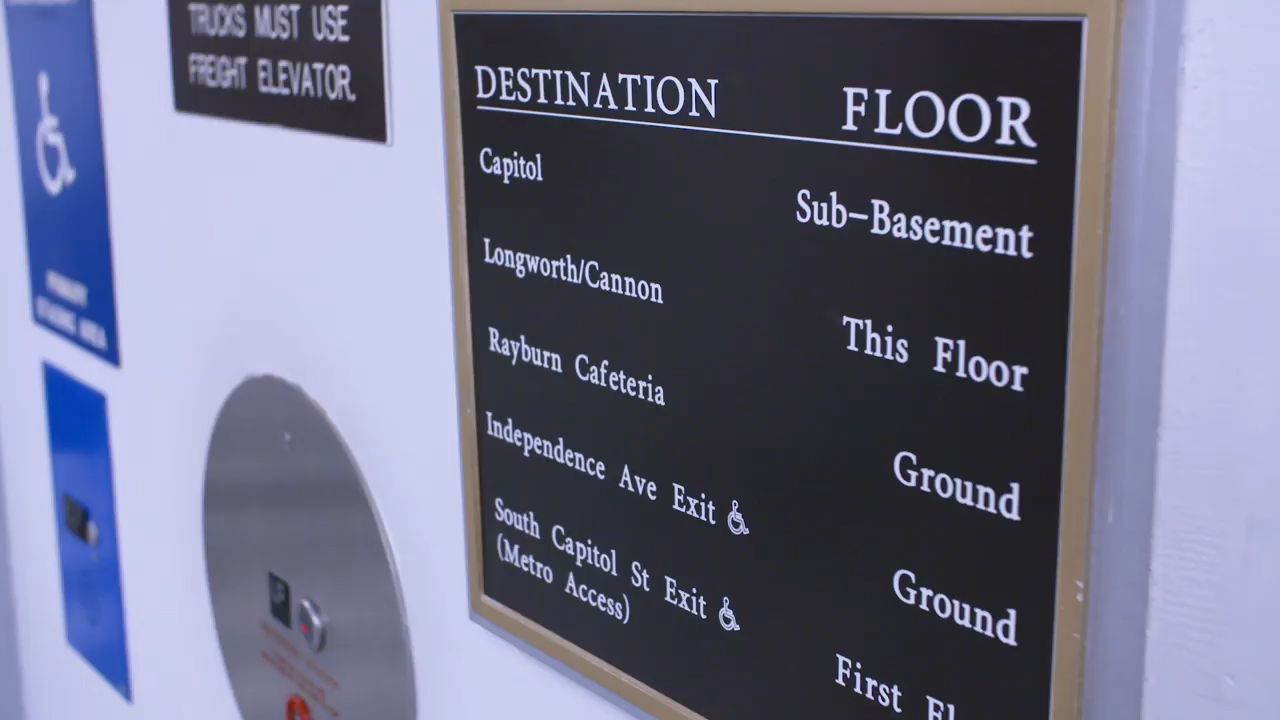 TRUCKS MUST USE
FREIGHT ELEVATOR.
DESTINATION FLOOR
Capitol Sub-Basement
Longworth/Cannon This Floor
Rayburn Cafeteria Ground
Independence Ave Exit Ground
South Capitol St Exit First
(Metro Access)